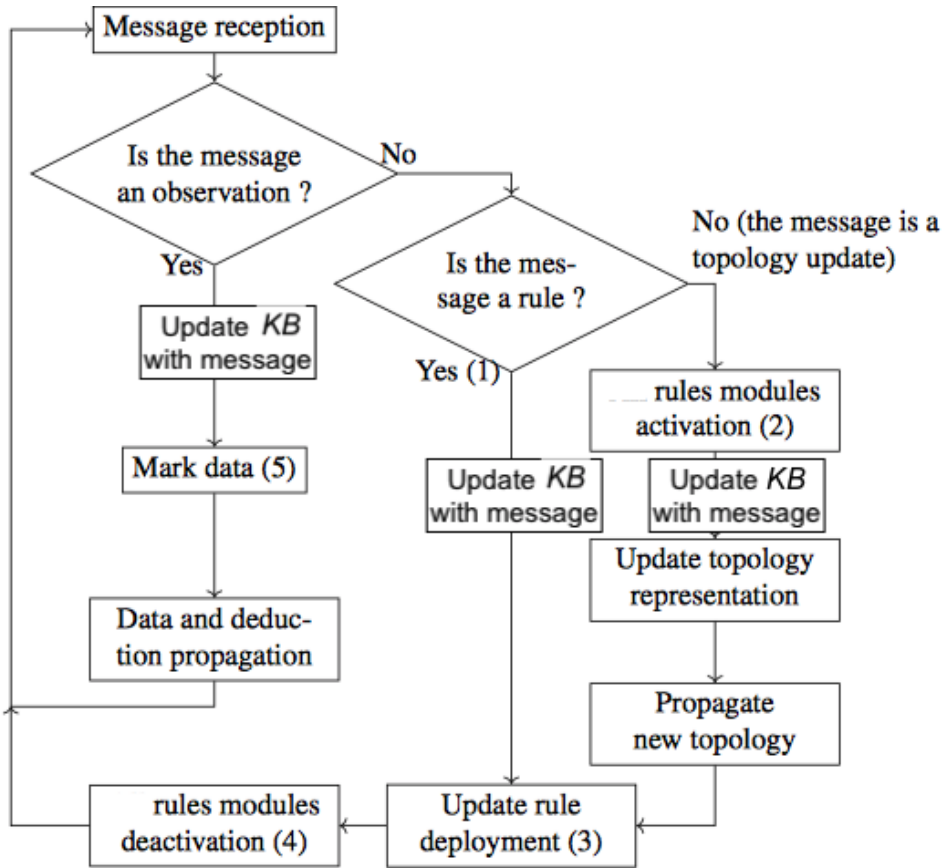 Message reception
Is the message
an observation ?
No
Yes
Is the mes-
sage a rule ?
No (the message is a
topology update)
Yes (1)
Update KB
with message
Mark data (5)
Data and deduc-
tion propagation
Update KB
with message
rules modules
activation (2)
Update KB
with message
Update topology
representation
Propagate
new topology
Update rule
deployment (3)
rules modules
deactivation (4)